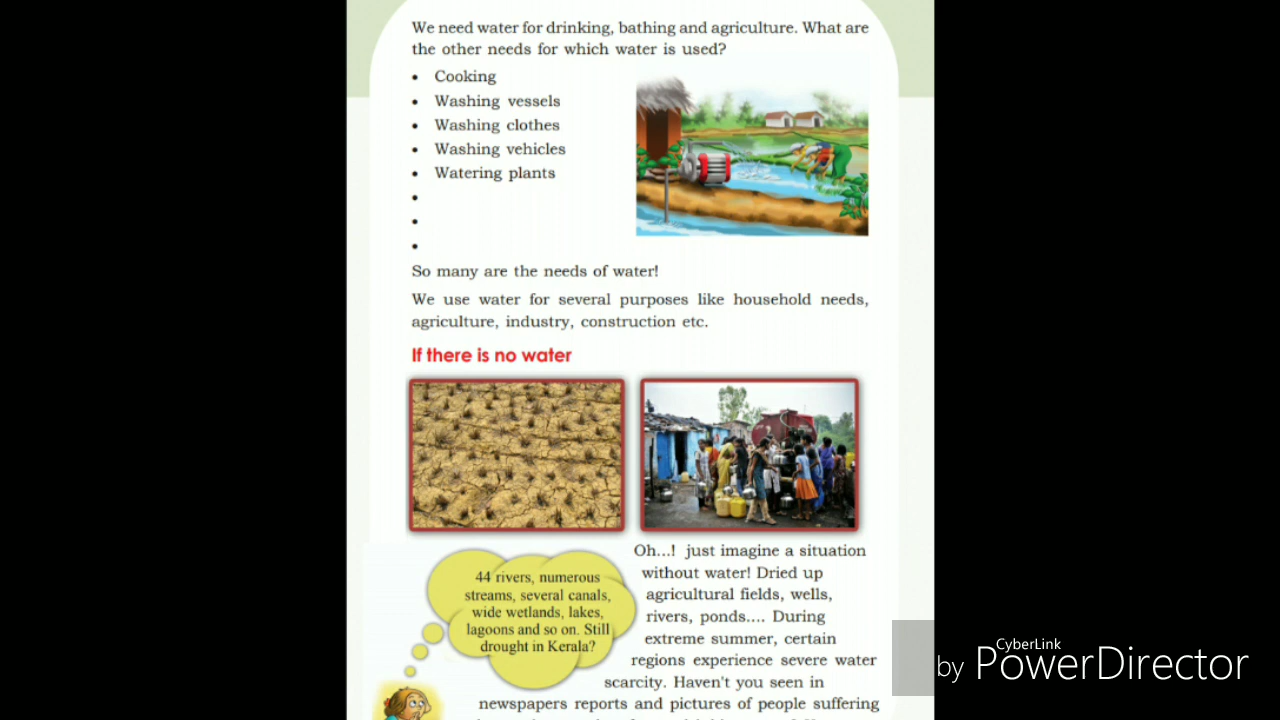 We need water for drinking, bathing and agriculture. What are
the other needs for which water is used?
• Cooking
• Washing vessels
• Washing clothes
• Washing vehicles
• Watering plants
•
•
•
So many are the needs of water!
We use water for several purposes like household needs,
agriculture, industry, construction etc.
If there is no water
44 rivers, numerous
streams, several canals,
wide wetlands, lakes,
lagoons and so on. Still
drought in Kerala?
Oh...! just imagine a situation
without water! Dried up
agricultural fields, wells,
rivers, ponds.... During
extreme summer, certain
regions experience severe water
scarcity. Haven't you seen in
newspapers reports and pictures of people suffering
by CyberLink
PowerDirector